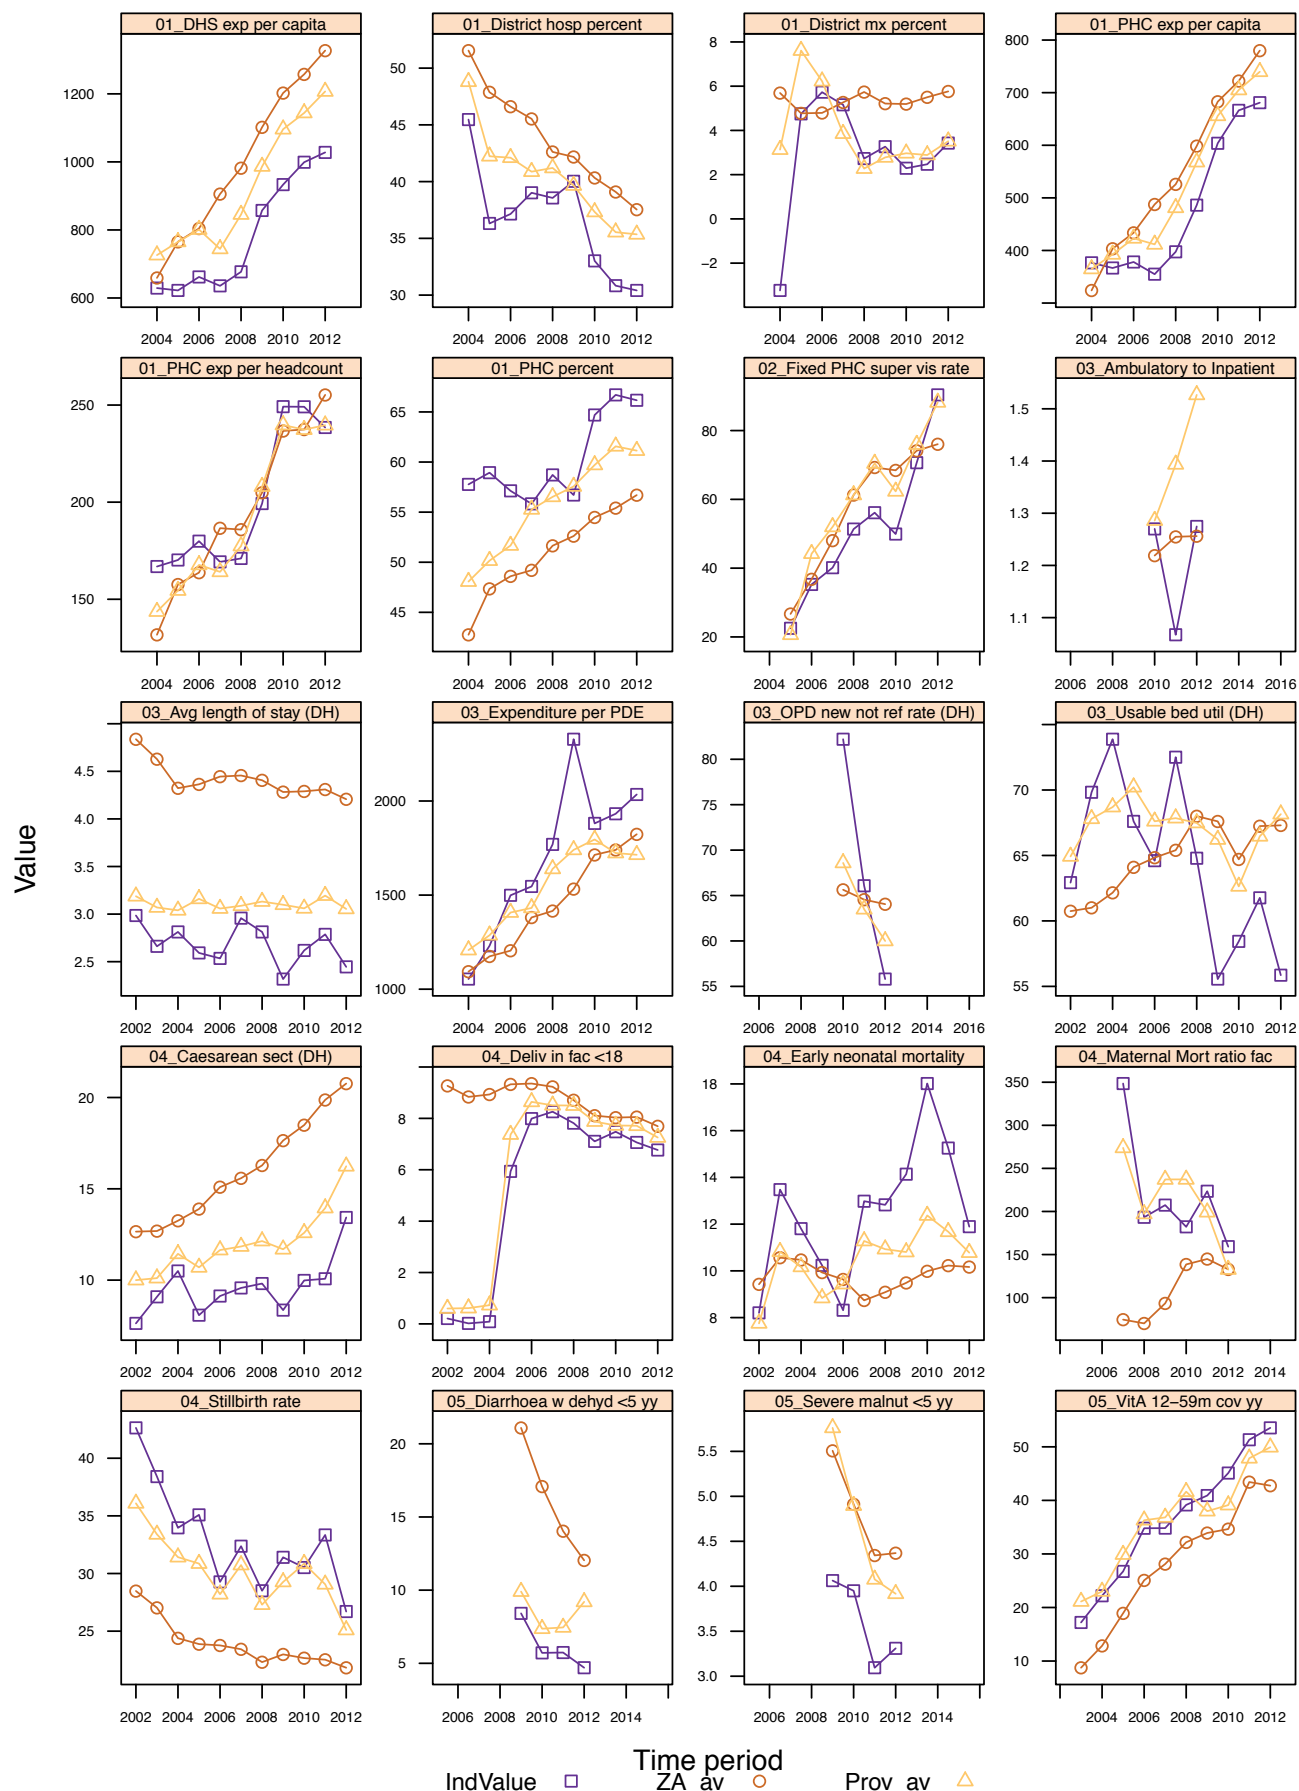 01_DHS exp per capita 01_District hosp percent 01_District mx percent 01_PHC exp per capita
600 800 1000 1200
30 35 40 45 50
−2 0 2 4 6 8
400 500 600 700 800
2004 2006 2008 2010 2012 2004 2006 2008 2010 2012 2004 2006 2008 2010 2012 2004 2006 2008 2010 2012
01_PHC exp per headcount 01_PHC percent 02_Fixed PHC super vis rate 03_Ambulatory to Inpatient
150 200 250
45 50 55 60 65
20 40 60 80
1.1 1.2 1.3 1.4 1.5
2004 2006 2008 2010 2012 2004 2006 2008 2010 2012 2004 2006 2008 2010 2012 2006 2008 2010 2012 2014 2016
03_Avg length of stay (DH) 03_Expenditure per PDE 03_OPD new not ref rate (DH) 03_Usable bed util (DH)
2.5 3.0 3.5 4.0 4.5
1000 1500 2000
55 60 65 70 75 80
55 60 65 70
2002 2004 2006 2008 2010 2012 2004 2006 2008 2010 2012 2006 2008 2010 2012 2014 2016 2002 2004 2006 2008 2010 2012
Value
04_Caesarean sect (DH) 04_Deliv in fac <18 04_Early neonatal mortality 04_Maternal Mort ratio fac
10 15 20
0 2 4 6 8
8 10 12 14 16 18
100 150 200 250 300 350
2002 2004 2006 2008 2010 2012 2002 2004 2006 2008 2010 2012 2002 2004 2006 2008 2010 2012 2006 2008 2010 2012 2014
04_Stillbirth rate 05_Diarrhoea w dehyd <5 yy 05_Severe malnut <5 yy 05_VitA 12−59m cov yy
25 30 35 40
5 10 15 20
3.0 3.5 4.0 4.5 5.0 5.5
10 20 30 40 50
2002 2004 2006 2008 2010 2012 2006 2008 2010 2012 2014 2006 2008 2010 2012 2014 2004 2006 2008 2010 2012
Time period
IndValue ZA_av Prov_av